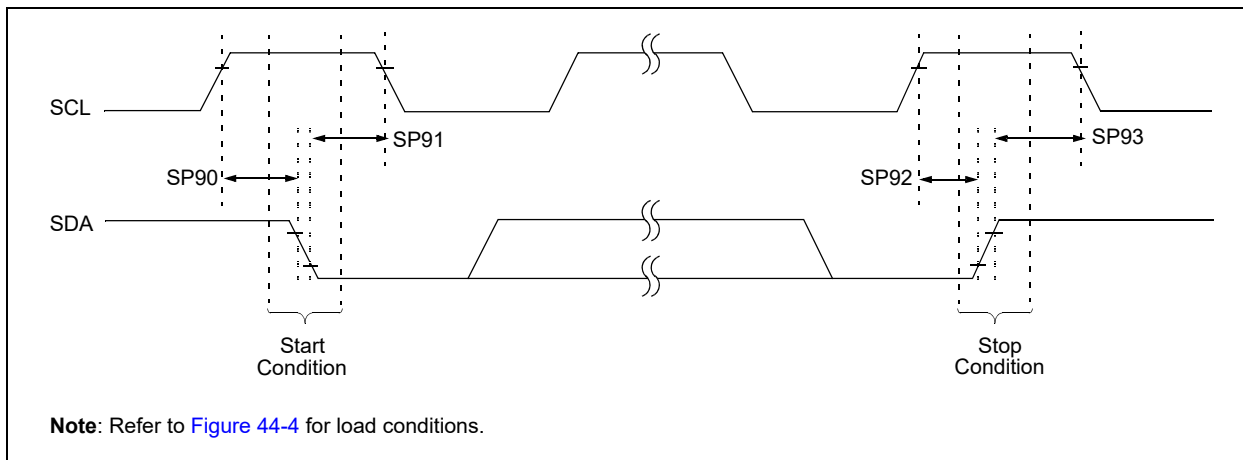 SCL
SP91
SP93
SP90
SP92
SDA
Start
Condition
Stop
Condition
Note: Refer to Figure 44-4 for load conditions.